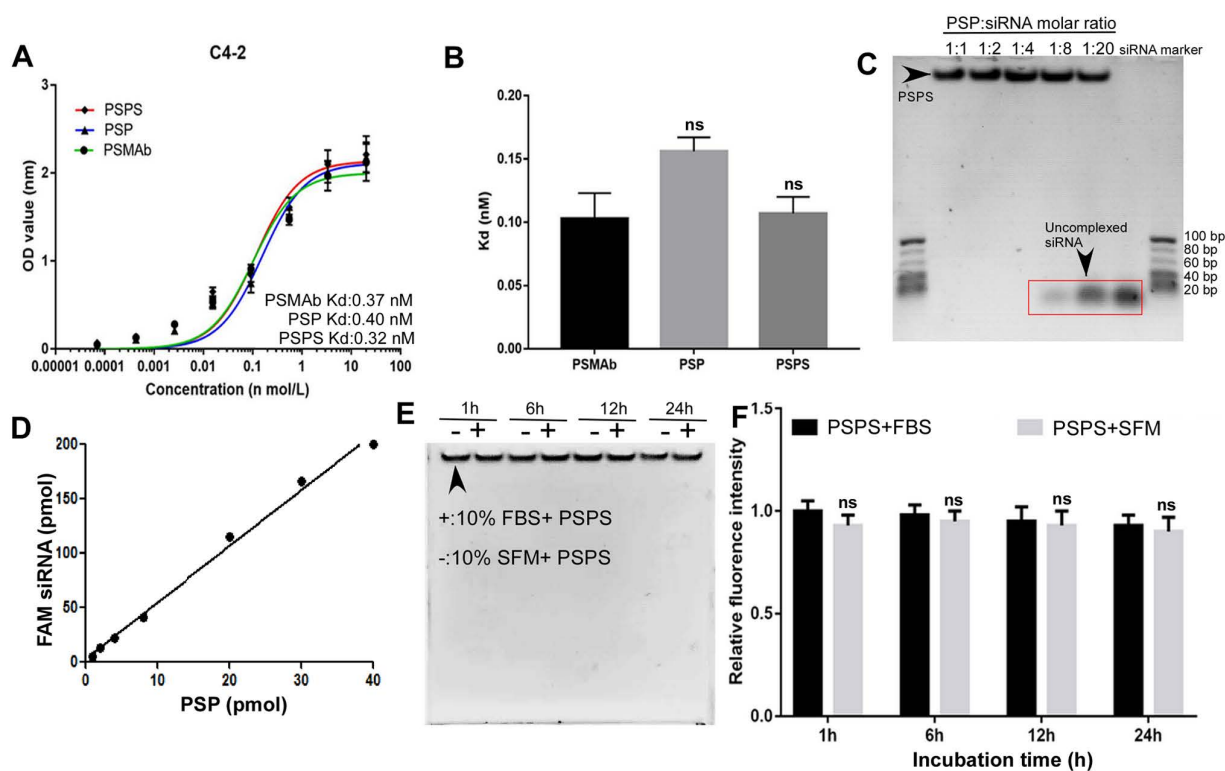 A
C4-2
OD value (nm)
3
2
1
0
PSPS
PSP
PSMAb
PSMAb Kd:0.37 nM
PSP Kd:0.40 nM
PSPS Kd:0.32 nM
0.00001 0.0001 0.001 0.01 0.1 1 10 100
Concentration (n mol/L)
B
Kd (nM)
0.20
0.15
0.10
0.05
0.00
ns
ns
PSMAb PSP PSPS
C
PSP:siRNA molar ratio
1:1 1:2 1:4 1:8 1:20 siRNA marker
PSPS
Uncomplexed
siRNA
100 bp
80 bp
60 bp
40 bp
20 bp
D
FAM siRNA (pmol)
200
150
100
50
0
0 10 20 30 40
PSP (pmol)
E
1h 6h 12h 24h
- + - + - + - +
+:10% FBS+ PSPS
-:10% SFM+ PSPS
F
Relative fluorence intensity
1.5
1.0
0.5
0.0
PSPS+FBS PSPS+SFM
ns ns ns ns
1h 6h 12h 24h
Incubation time (h)